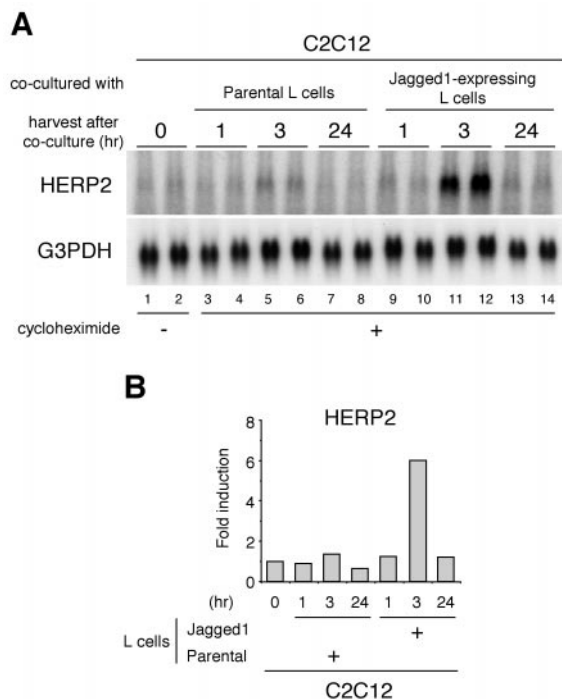 A
C2C12
co-cultured with
Parental L cells
Jagged1-expressing
L cells
harvest after
co-culture (hr)
0 1 3 24 1 3 24
HERP2
G3PDH
1 2 3 4 5 6 7 8 9 10 11 12 13 14
cycloheximide - +
B
HERP2
Fold induction
8
6
4
2
0
(hr) 0 1 3 24 1 3 24
L cells
Jagged1 +
Parental +
C2C12